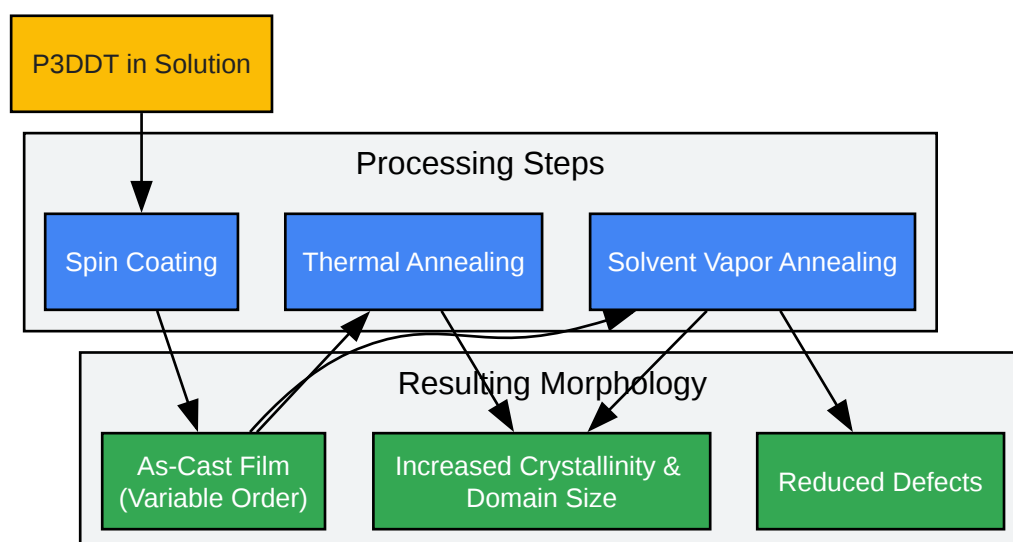 P3DDT in Solution
Processing Steps
Spin Coating
Thermal Annealing
Solvent Vapor Annealing
Resulting Morphology
As-Cast Film
(Variable Order)
Increased Crystallinity &
Domain Size
Reduced Defects